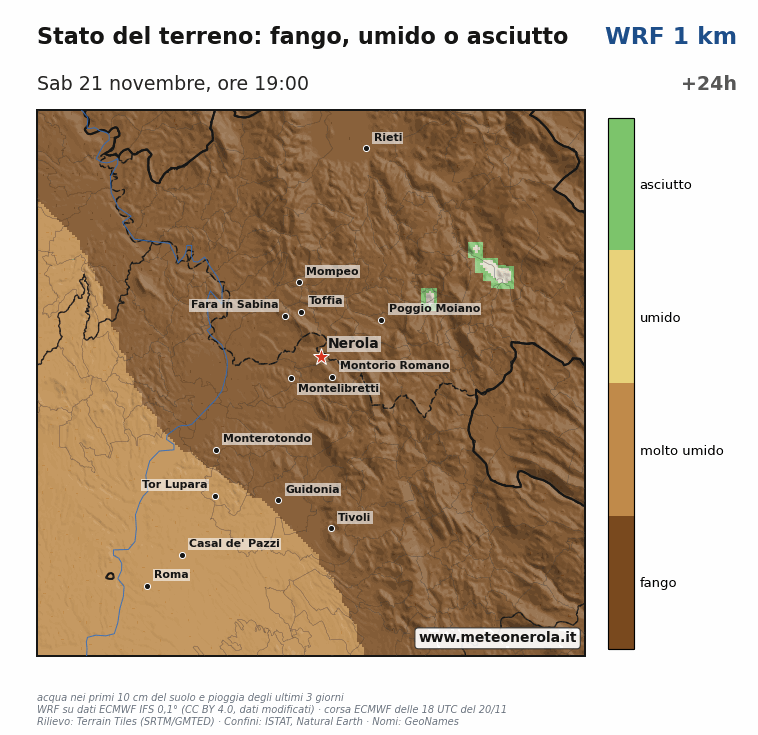 Stato del terreno: fango, umido o asciutto
WRF 1 km
Sab 21 novembre, ore 19:00
+24h
Rieti
Mompeo
Fara in Sabina
Toffia
Poggio Moiano
Nerola
Montorio Romano
Montelibretti
Monterotondo
Tor Lupara
Guidonia
Tivoli
Casal de' Pazzi
Roma
www.meteonerola.it
asciutto
umido
molto umido
fango
acqua nei primi 10 cm del suolo e pioggia degli ultimi 3 giorni
WRF su dati ECMWF IFS 0,1° (CC BY 4.0, dati modificati) · corsa ECMWF delle 18 UTC del 20/11
Rilievo: Terrain Tiles (SRTM/GMTED) · Confini: ISTAT, Natural Earth · Nomi: GeoNames